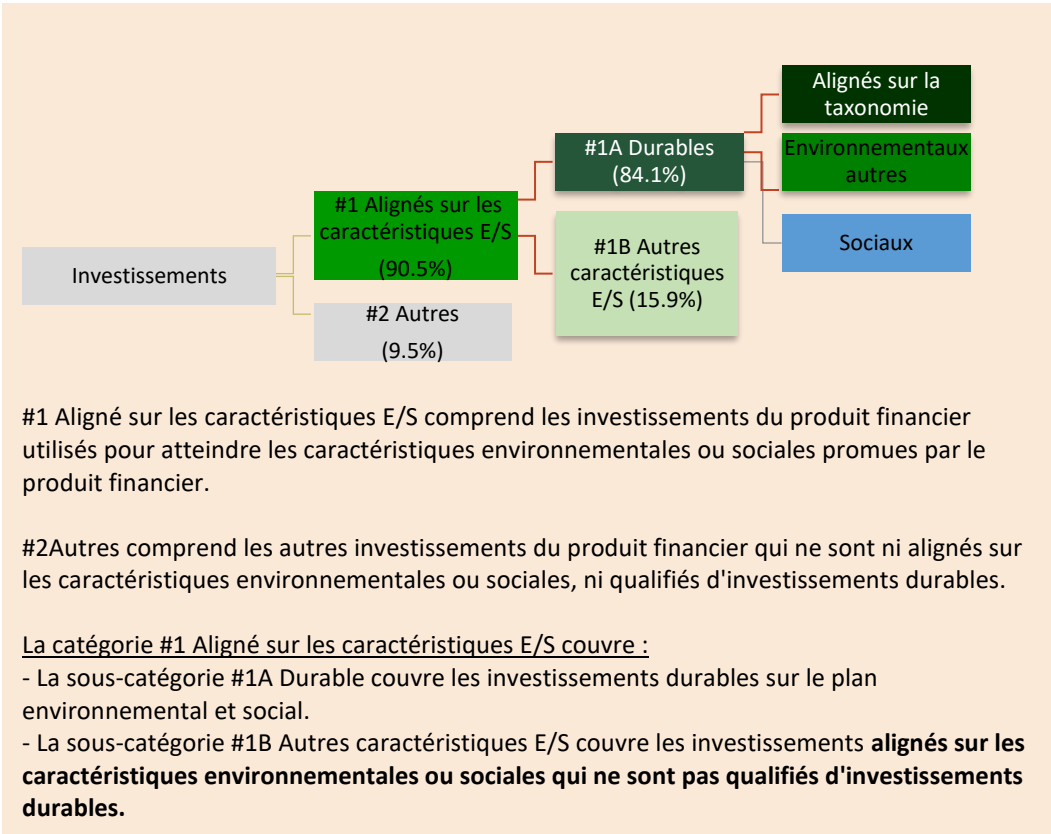 Alignés sur la
taxonomie
#1A Durables
(84.1%)
Environnementaux
autres
#1 Alignés sur les
caractéristiques E/S
(90.5%)
#1B Autres
caractéristiques
E/S (15.9%)
Sociaux
Investissements
#2 Autres
(9.5%)
#1 Aligné sur les caractéristiques E/S comprend les investissements du produit financier
utilisés pour atteindre les caractéristiques environnementales ou sociales promues par le
produit financier.
#2Autres comprend les autres investissements du produit financier qui ne sont ni alignés sur
les caractéristiques environnementales ou sociales, ni qualifiés d'investissements durables.
La catégorie #1 Aligné sur les caractéristiques E/S couvre :
- La sous-catégorie #1A Durable couvre les investissements durables sur le plan
environnemental et social.
- La sous-catégorie #1B Autres caractéristiques E/S couvre les investissements alignés sur les
caractéristiques environnementales ou sociales qui ne sont pas qualifiés d'investissements
durables.